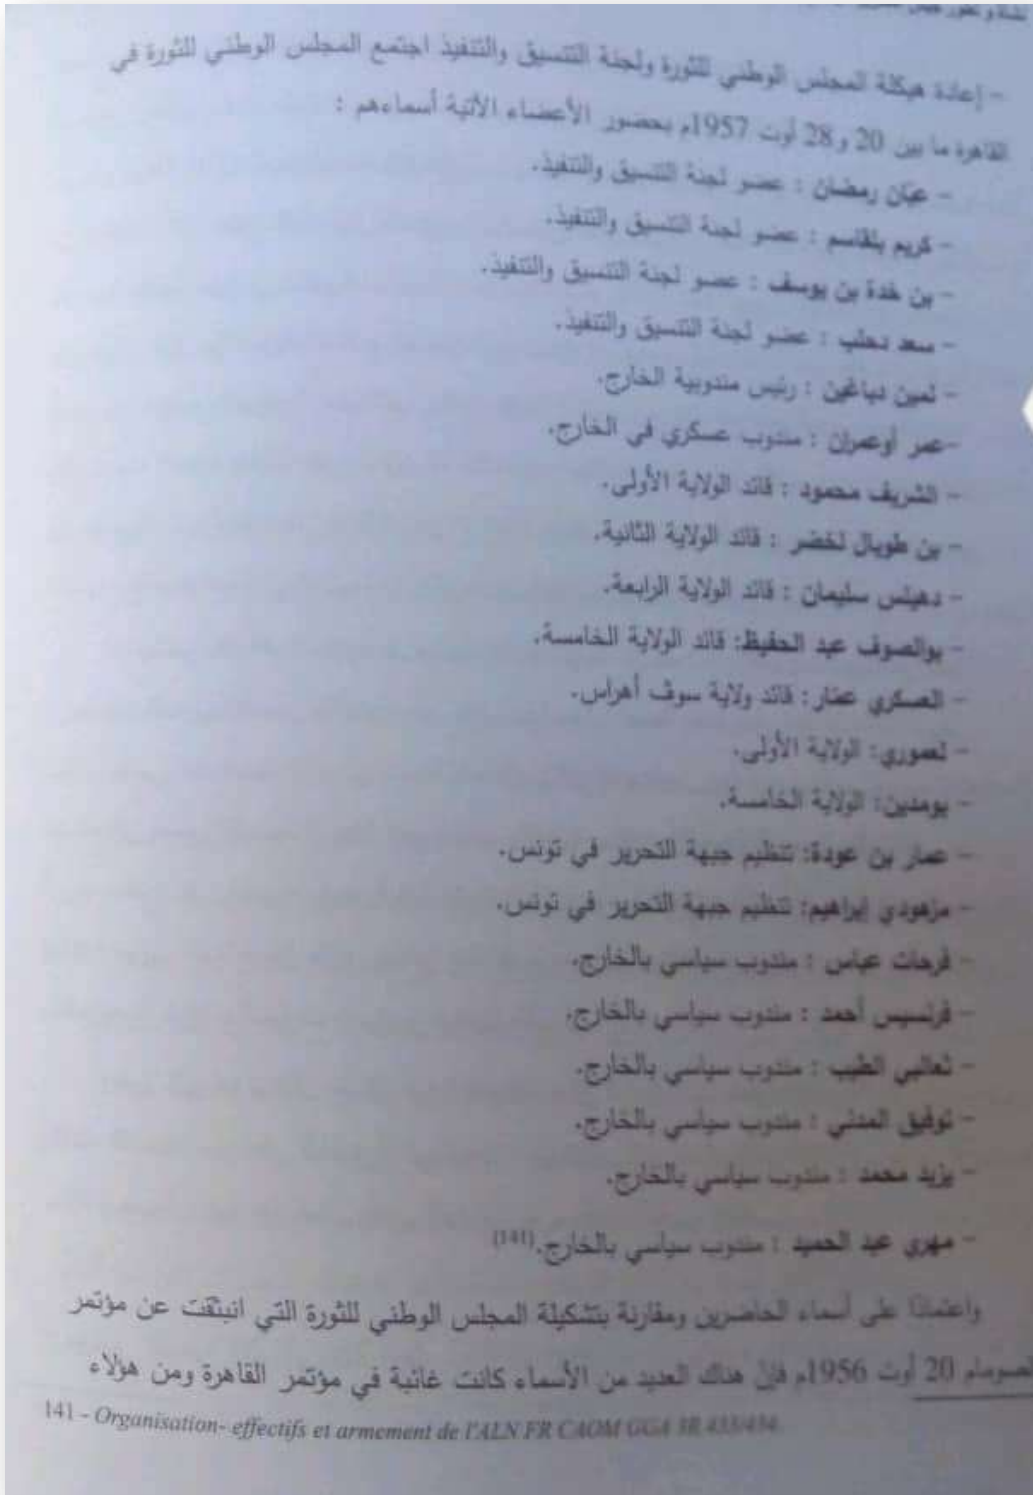 - إعادة هيكلة المجلس الوطني للثورة ولجنة التنسيق والتنفيذ اجتمع المجلس الوطني للثورة في
القاهرة ما بين 20 و28 أوت 1957م بحضور الأعضاء الآتية أسماءهم :
- عبّان رمضان : عضو لجنة التنسيق والتنفيذ.
- كريم بلقاسم : عضو لجنة التنسيق والتنفيذ.
- بن خدة بن يوسف : عضو لجنة التنسيق والتنفيذ.
- سعد دحلب : عضو لجنة التنسيق والتنفيذ.
- لمين دباغين : رئيس مندوبية الخارج.
-عمر أوعمران : مندوب عسكري في الخارج.
- الشريف محمود : قائد الولاية الأولى.
- بن طوبال لخضر : قائد الولاية الثانية.
- دهيلس سليمان : قائد الولاية الرابعة.
- بوالصوف عبد الحفيظ: قائد الولاية الخامسة.
- العسكري عمّار: قائد ولاية سوق أهراس.
- لعموري: الولاية الأولى.
- بومدين: الولاية الخامسة.
- عمار بن عودة: تنظيم جبهة التحرير في تونس.
- مزهودي إبراهيم: تنظيم جبهة التحرير في تونس.
- فرحات عباس : مندوب سياسي بالخارج.
- فرنسيس أحمد : مندوب سياسي بالخارج.
- ثعالبي الطيب : مندوب سياسي بالخارج.
- توفيق المدني : مندوب سياسي بالخارج.
- يزيد محمد : مندوب سياسي بالخارج.
- مهري عبد الحميد : مندوب سياسي بالخارج.(141)
واعتمادًا على أسماء الحاضرين ومقارنة بتشكيلة المجلس الوطني للثورة التي انبثقت عن مؤتمر
الصومام 20 أوت 1956م فإنّ هناك العديد من الأسماء كانت غائبة في مؤتمر القاهرة ومن هؤلاء
141 - Organisation- effectifs et armement de l'ALN FR CAOM GGA 3R 433/434